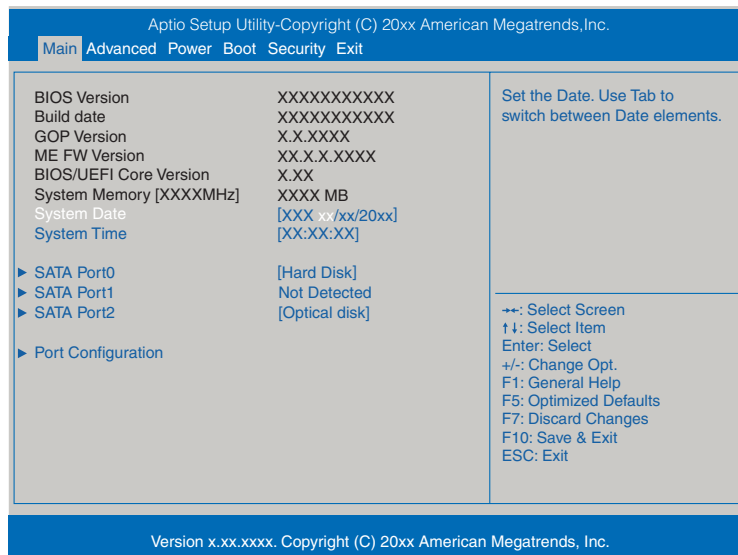 Aptio Setup Utility-Copyright (C) 20xx American Megatrends,Inc.
Main Advanced Power Boot Security Exit
BIOS Version XXXXXXXXXXX
Build date XXXXXXXXXXX
GOP Version X.X.XXXX
ME FW Version XX.X.X.XXXX
BIOS/UEFI Core Version X.XX
System Memory [XXXXMHz] XXXX MB
System Date [XXX xx/xx/20xx]
System Time [XX:XX:XX]
► SATA Port0 [Hard Disk]
► SATA Port1 Not Detected
► SATA Port2 [Optical disk]
► Port Configuration
Set the Date. Use Tab to
switch between Date elements.
→←: Select Screen
↑↓: Select Item
Enter: Select
+/-: Change Opt.
F1: General Help
F5: Optimized Defaults
F7: Discard Changes
F10: Save & Exit
ESC: Exit
Version x.xx.xxxx. Copyright (C) 20xx American Megatrends, Inc.